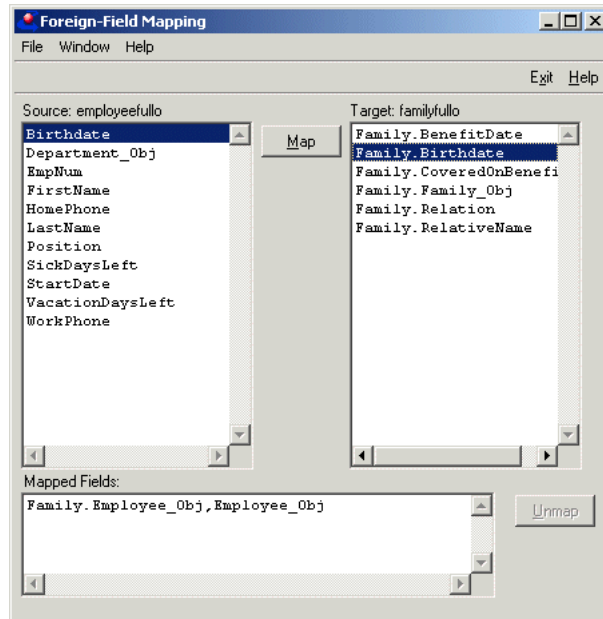 Foreign-Field Mapping
File Window Help
Exit Help
Source: employeefullo
Target: familyfullo
Birthdate
Department_Obj
EmpNum
FirstName
HomePhone
LastName
Position
SickDaysLeft
StartDate
VacationDaysLeft
WorkPhone
Map
Family.BenefitDate
Family.Birthdate
Family.CoveredOnBenefi
Family.Family_Obj
Family.Relation
Family.RelativeName
Mapped Fields:
Family.Employee_Obj,Employee_Obj
Unmap